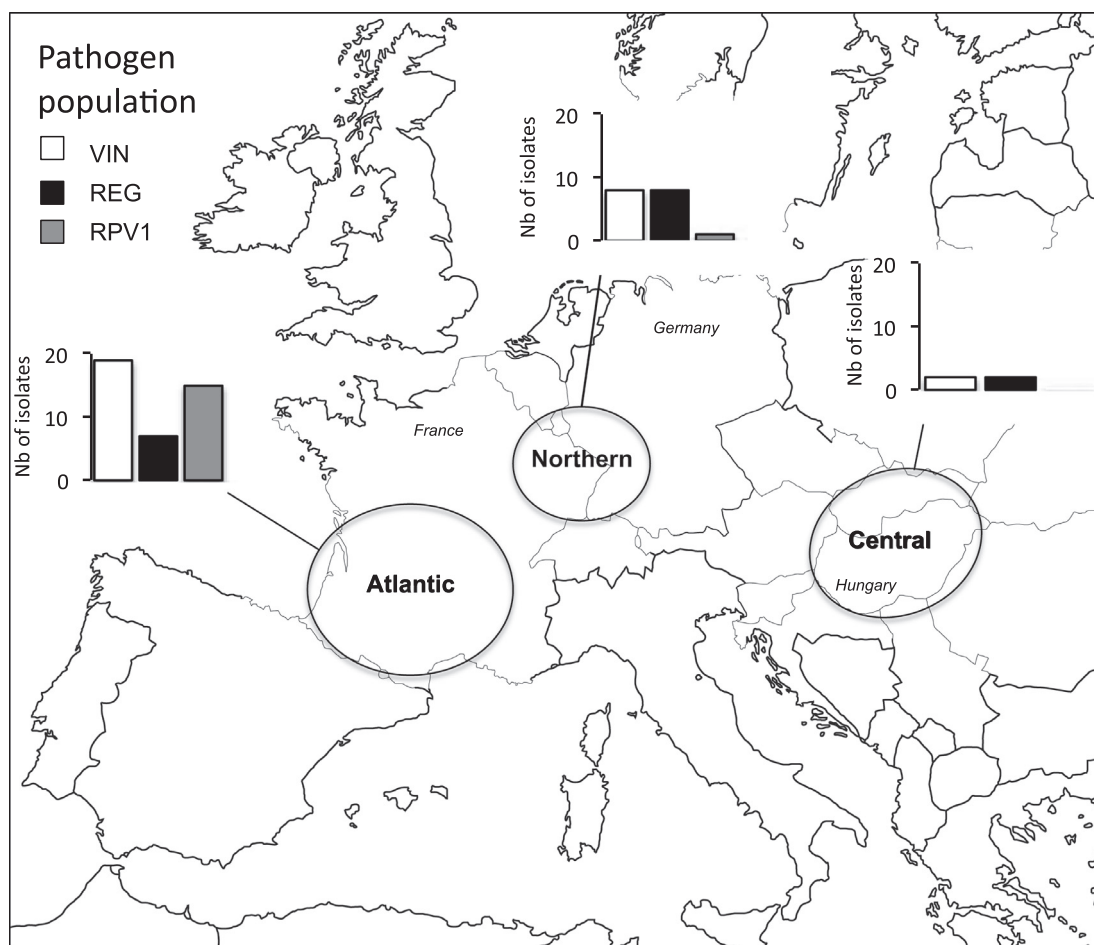 Pathogen
population
VIN
REG
RPV1
Nb of isolates
20
10
0
Nb of isolates
20
10
0
Germany
Nb of isolates
20
10
0
France
Northern
Central
Atlantic
Hungary